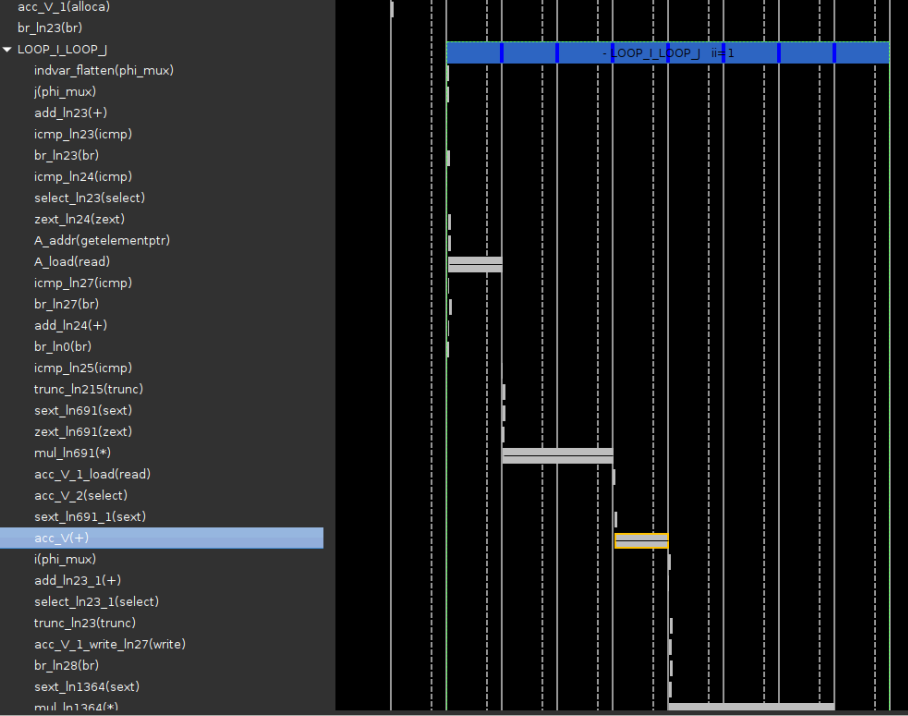 acc_V_1(alloca)
br_ln23(br)
LOOP_I_LOOP_J
- LOOP_I_LOOP_J ii=1
indvar_flatten(phi_mux)
j(phi_mux)
add_ln23(+)
icmp_ln23(icmp)
br_ln23(br)
icmp_ln24(icmp)
select_ln23(select)
zext_ln24(zext)
A_addr(getelementptr)
A_load(read)
icmp_ln27(icmp)
br_ln27(br)
add_ln24(+)
br_ln0(br)
icmp_ln25(icmp)
trunc_ln215(trunc)
sext_ln691(sext)
zext_ln691(zext)
mul_ln691(*)
acc_V_1_load(read)
acc_V_2(select)
sext_ln691_1(sext)
acc_V(+)
i(phi_mux)
add_ln23_1(+)
select_ln23_1(select)
trunc_ln23(trunc)
acc_V_1_write_ln27(write)
br_ln28(br)
sext_ln1364(sext)
mul_ln1364(*)